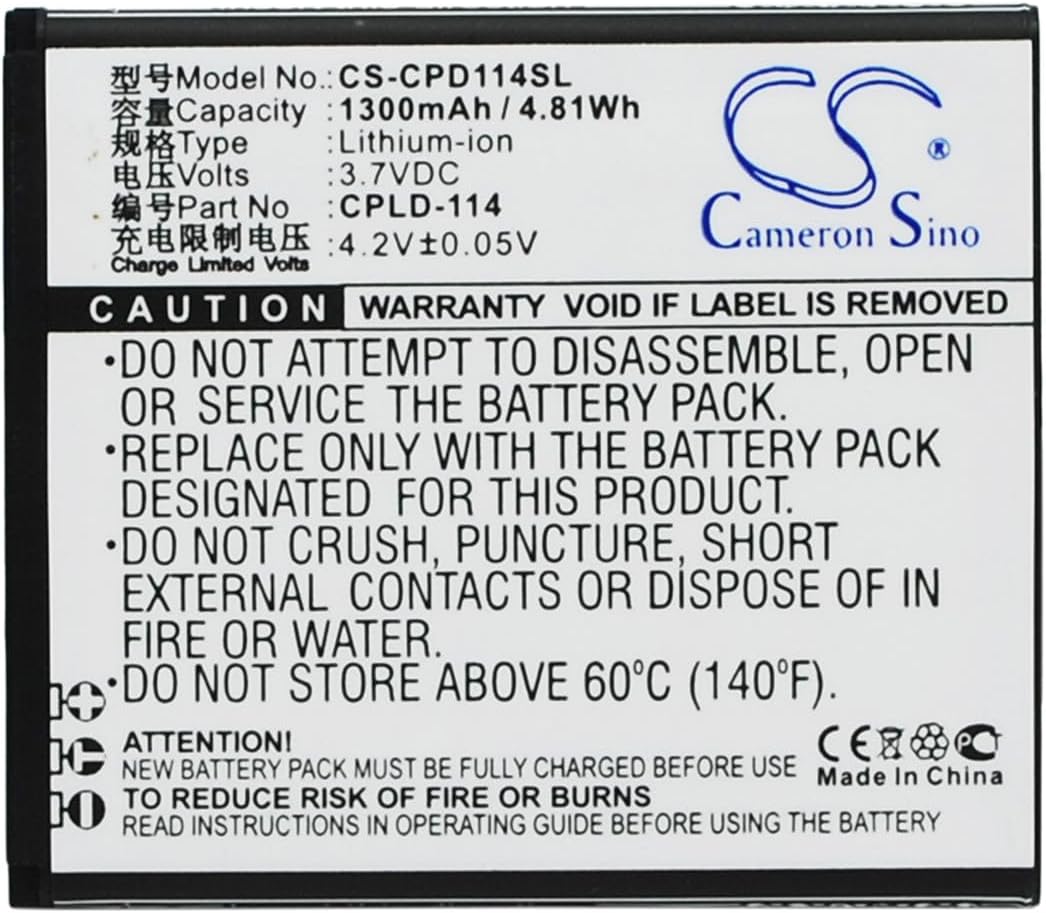 型号Model No.: CS-CPD114SL
容量Capacity : 1300mAh / 4.81Wh
规格Type : Lithium-ion
电压Volts : 3.7VDC
编号Part No : CPLD-114
充电限制电压 : 4.2V±0.05V
Charge Limited Volts
CS ®
Cameron Sino
CAUTION WARRANTY VOID IF LABEL IS REMOVED
•DO NOT ATTEMPT TO DISASSEMBLE, OPEN
OR SERVICE THE BATTERY PACK.
•REPLACE ONLY WITH THE BATTERY PACK
DESIGNATED FOR THIS PRODUCT.
•DO NOT CRUSH, PUNCTURE, SHORT
EXTERNAL CONTACTS OR DISPOSE OF IN
FIRE OR WATER.
•DO NOT STORE ABOVE 60°C (140°F).
ATTENTION!
NEW BATTERY PACK MUST BE FULLY CHARGED BEFORE USE
TO REDUCE RISK OF FIRE OR BURNS
READ INSTRUCTIONS IN OPERATING GUIDE BEFORE USING THE BATTERY
CE PCT
Made In China
+
C
I